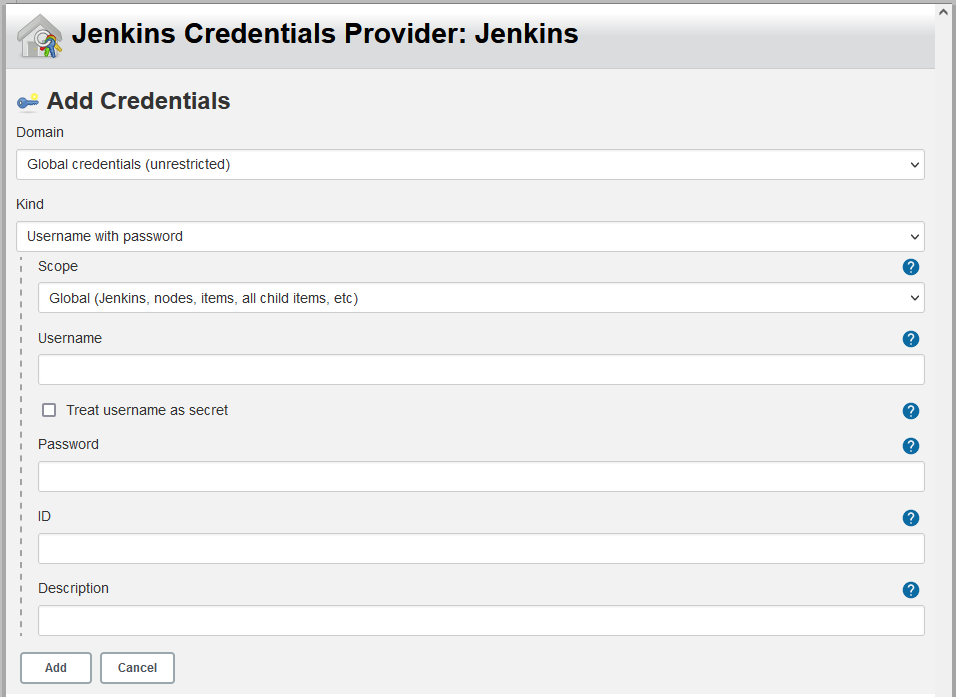 Jenkins Credentials Provider: Jenkins
Add Credentials
Domain
Global credentials (unrestricted)
Kind
Username with password
Scope
?
Global (Jenkins, nodes, items, all child items, etc)
Username
?
Treat username as secret
?
Password
?
ID
?
Description
?
Add Cancel